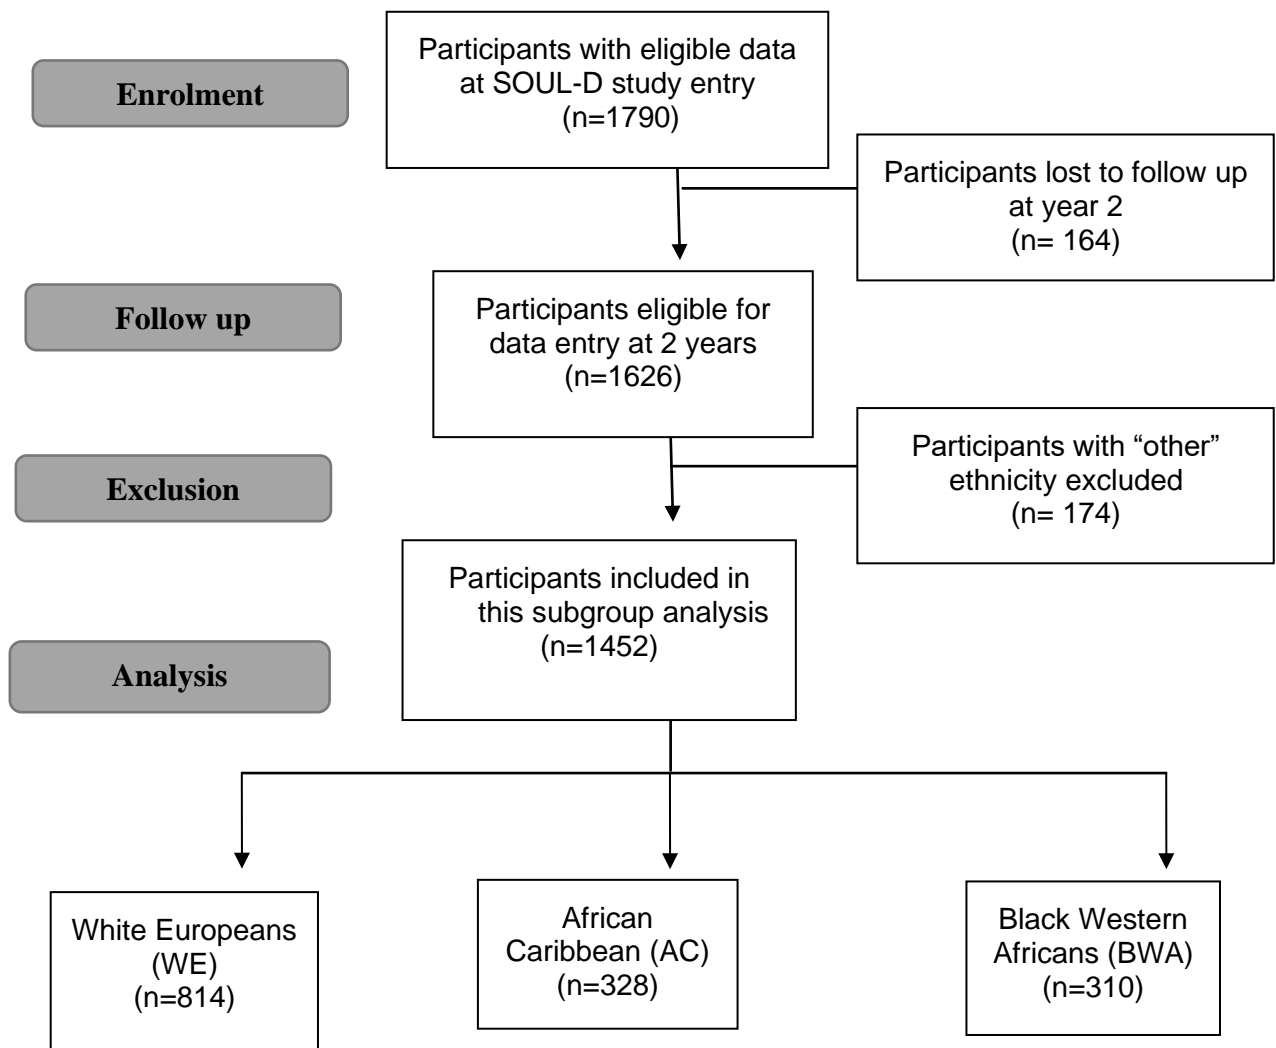 Enrolment
Participants with eligible data
at SOUL-D study entry
(n=1790)
Participants lost to follow up
at year 2
(n= 164)
Follow up
Participants eligible for
data entry at 2 years
(n=1626)
Participants with “other”
ethnicity excluded
(n= 174)
Exclusion
Participants included in
this subgroup analysis
(n=1452)
Analysis
White Europeans
(WE)
(n=814)
African
Caribbean (AC)
(n=328)
Black Western
Africans (BWA)
(n=310)